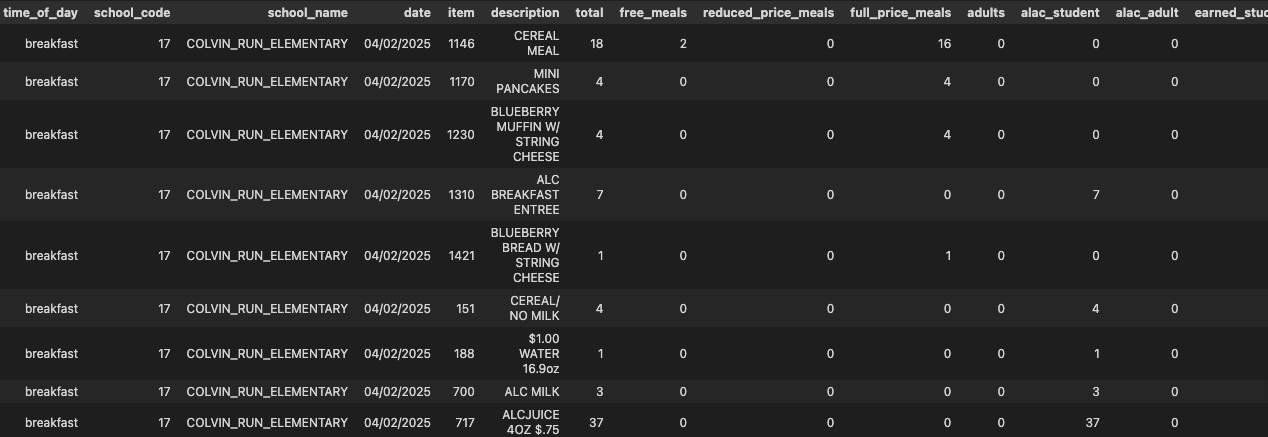 time_of_day school_code school_name date item description total free_meals reduced_price_meals full_price_meals adults alac_student alac_adult earned_stud
breakfast 17 COLVIN_RUN_ELEMENTARY 04/02/2025 1146 CEREAL MEAL 18 2 0 16 0 0 0
breakfast 17 COLVIN_RUN_ELEMENTARY 04/02/2025 1170 MINI PANCAKES 4 0 0 4 0 0 0
breakfast 17 COLVIN_RUN_ELEMENTARY 04/02/2025 1230 BLUEBERRY MUFFIN W/ STRING CHEESE 4 0 0 4 0 0 0
breakfast 17 COLVIN_RUN_ELEMENTARY 04/02/2025 1310 ALC BREAKFAST ENTREE 7 0 0 0 0 7 0
breakfast 17 COLVIN_RUN_ELEMENTARY 04/02/2025 1421 BLUEBERRY BREAD W/ STRING CHEESE 1 0 0 1 0 0 0
breakfast 17 COLVIN_RUN_ELEMENTARY 04/02/2025 151 CEREAL/ NO MILK 4 0 0 0 0 4 0
breakfast 17 COLVIN_RUN_ELEMENTARY 04/02/2025 188 $1.00 WATER 16.9oz 1 0 0 0 0 1 0
breakfast 17 COLVIN_RUN_ELEMENTARY 04/02/2025 700 ALC MILK 3 0 0 0 0 3 0
breakfast 17 COLVIN_RUN_ELEMENTARY 04/02/2025 717 ALCJUICE 4OZ $.75 37 0 0 0 0 37 0